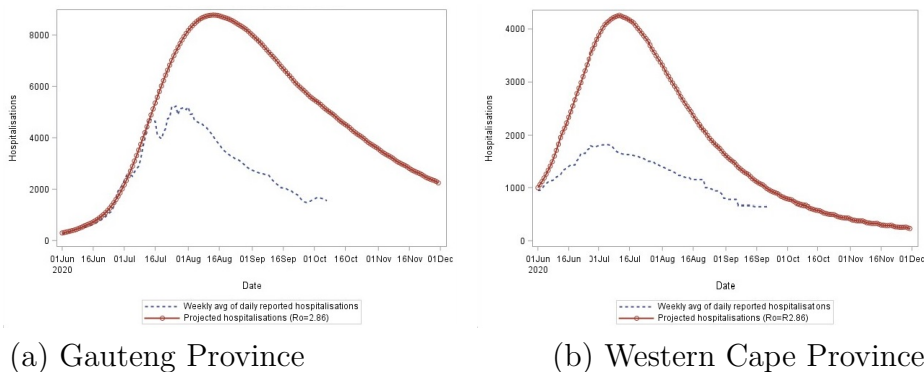 8000
6000
4000
2000
0
Hospitalisations
01Jun 16Jun 01Jul 16Jul 01Aug 16Aug 01Sep 16Sep 01Oct 16Oct 01Nov 16Nov 01Dec
2020
Date
Weekly avg of daily reported hospitalisations
Projected hospitalisations (Ro=2.86)
(a) Gauteng Province
4000
3000
2000
1000
0
Hospitalisations
01Jun 16Jun 01Jul 16Jul 01Aug 16Aug 01Sep 16Sep 01Oct 16Oct 01Nov 16Nov 01Dec
2020
Date
Weekly avg of daily reported hospitalisations
Projected hospitalisations (Ro=R2.86)
(b) Western Cape Province